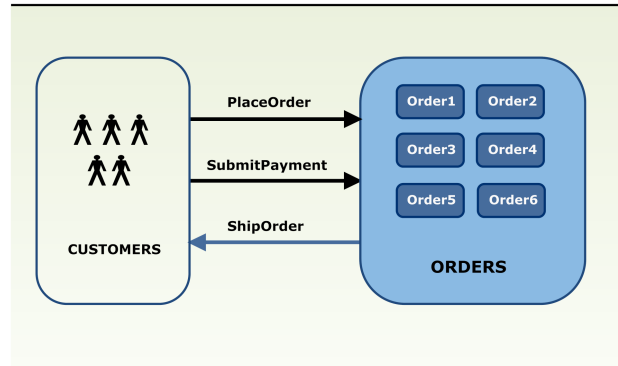 PlaceOrder
Order1 Order2
Order3 Order4
SubmitPayment
Order5 Order6
ShipOrder
CUSTOMERS
ORDERS